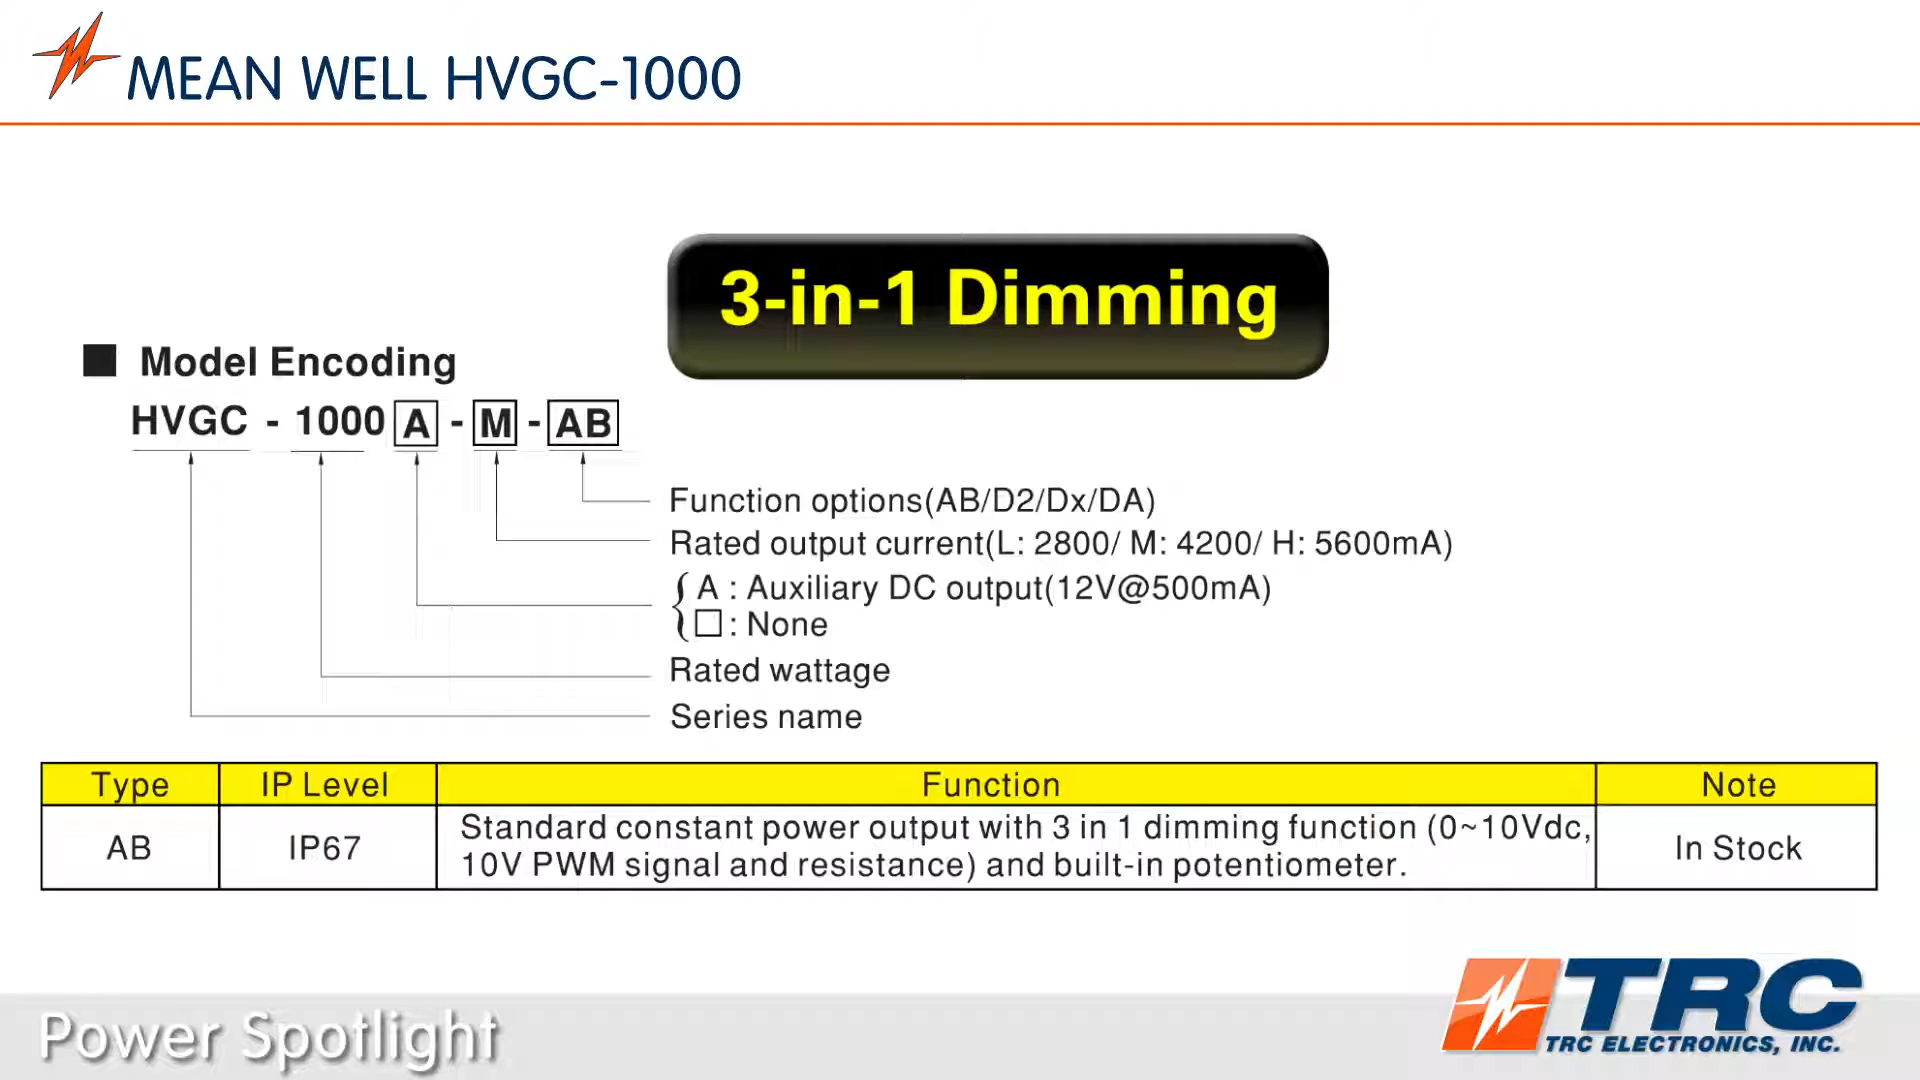 MEAN WELL HVGC-1000
3-in-1 Dimming
Model Encoding
HVGC - 1000 A - M - AB
Function options(AB/D2/Dx/DA)
Rated output current(L: 2800/ M: 4200/ H: 5600mA)
A : Auxiliary DC output(12V@500mA)
□ : None
Rated wattage
Series name
Type IP Level Function Note
AB IP67 Standard constant power output with 3 in 1 dimming function (0~10Vdc, In Stock
10V PWM signal and resistance) and built-in potentiometer.
Power Spotlight
TRC
TRC ELECTRONICS, INC.